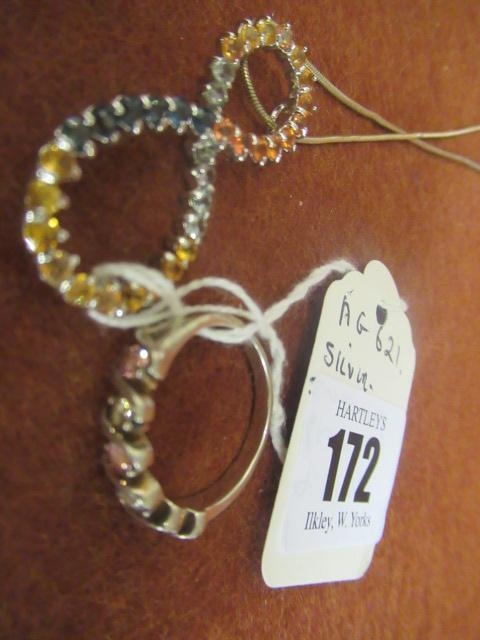 AG 621.
SILVER.
HARTLEYS
172
Ilkley, W. Yorks